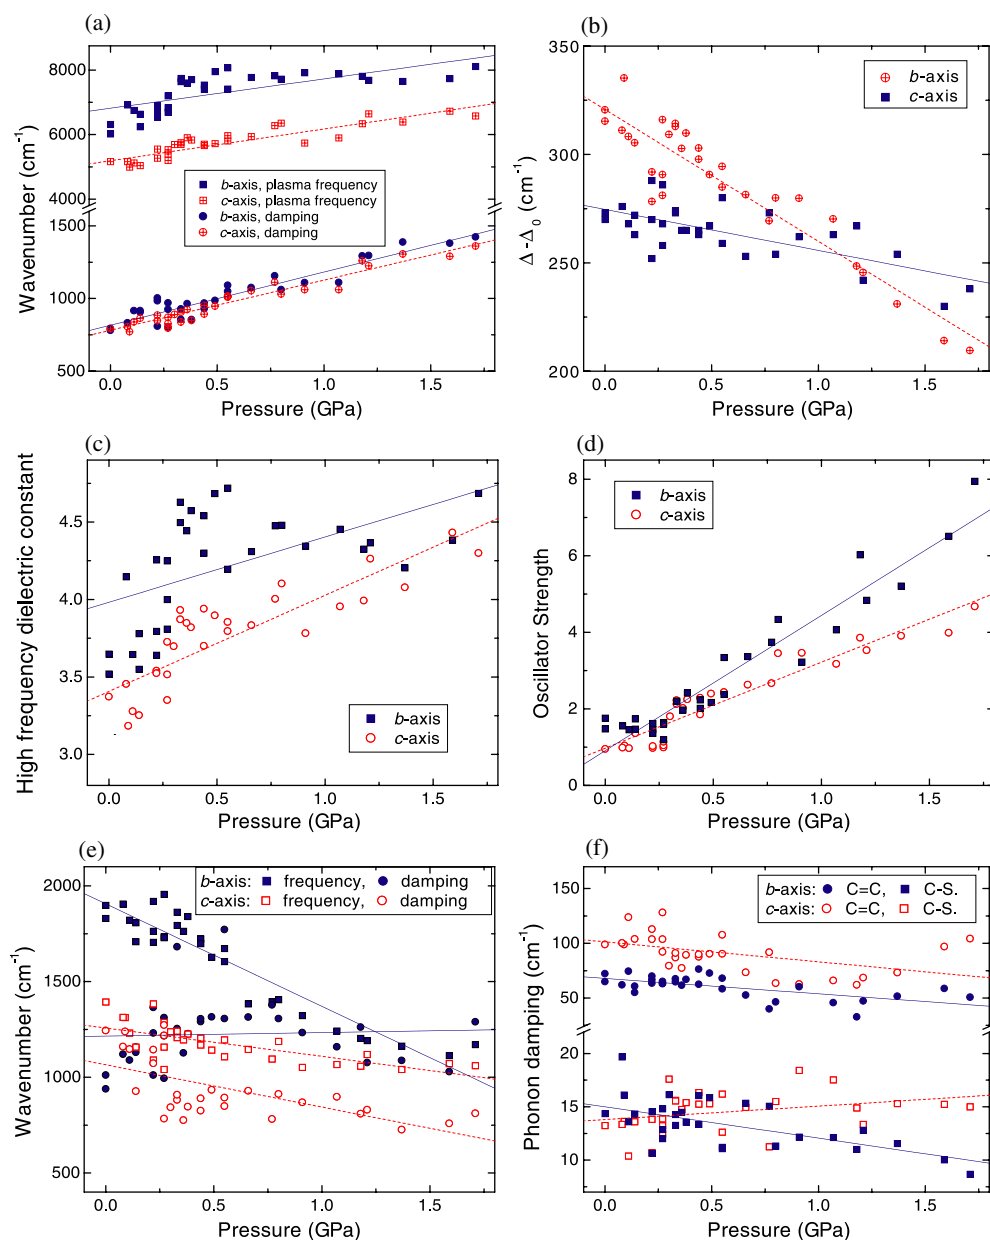 (a)
8000
6000
4000
1500
1000
500
Wavenumber (cm⁻¹)
b-axis, plasma frequency
c-axis, plasma frequency
b-axis, damping
c-axis, damping
0.0 0.5 1.0 1.5
Pressure (GPa)
(b)
350
300
250
200
Δ-Δ₀ (cm⁻¹)
b-axis
c-axis
0.0 0.5 1.0 1.5
Pressure (GPa)
(c)
4.5
4.0
3.5
3.0
High frequency dielectric constant
b-axis
c-axis
0.0 0.5 1.0 1.5
Pressure (GPa)
(d)
8
6
4
2
0
Oscillator Strength
b-axis
c-axis
0.0 0.5 1.0 1.5
Pressure (GPa)
(e)
2000
1500
1000
500
Wavenumber (cm⁻¹)
b-axis: frequency, damping
c-axis: frequency, damping
0.0 0.5 1.0 1.5
Pressure (GPa)
(f)
150
100
50
15
10
Phonon damping (cm⁻¹)
b-axis: C=C, C-S.
c-axis: C=C, C-S.
0.0 0.5 1.0 1.5
Pressure (GPa)